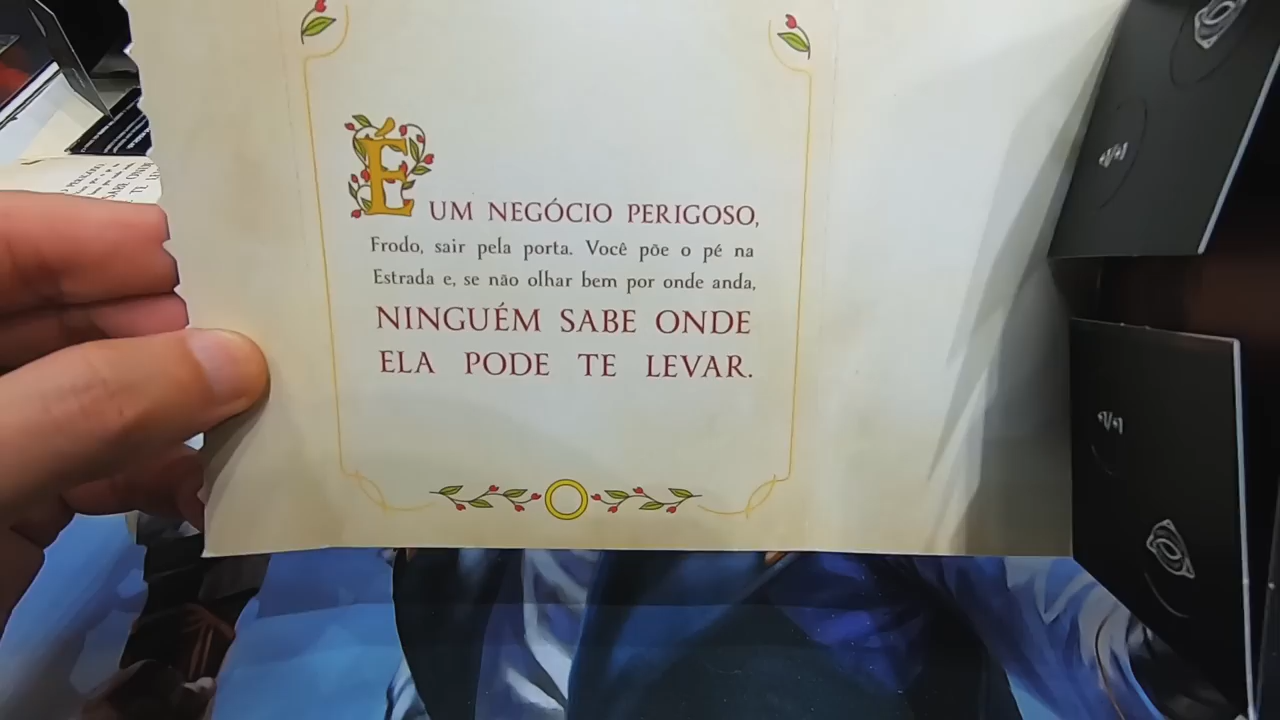 É UM NEGÓCIO PERIGOSO,
Frodo, sair pela porta. Você põe o pé na
Estrada e, se não olhar bem por onde anda,
NINGUÉM SABE ONDE
ELA PODE TE LEVAR.